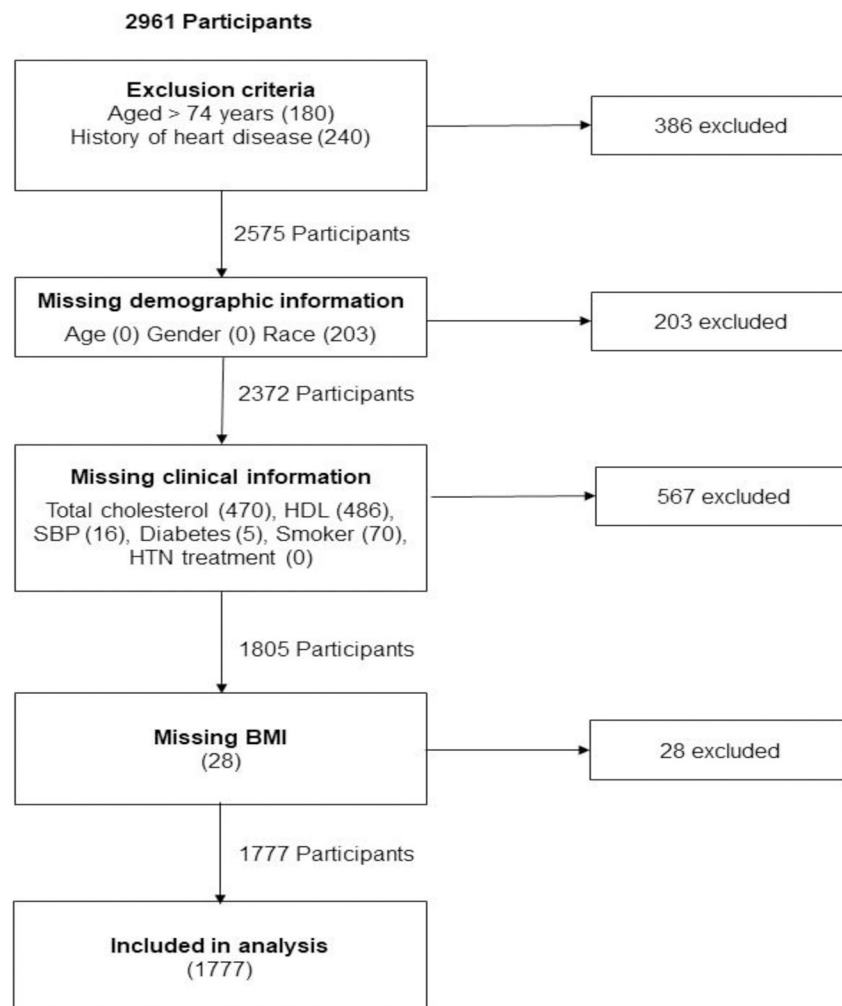 2961 Participants
Exclusion criteria
Aged > 74 years (180)
History of heart disease (240)
386 excluded
2575 Participants
Missing demographic information
Age (0) Gender (0) Race (203)
203 excluded
2372 Participants
Missing clinical information
Total cholesterol (470), HDL (486),
SBP (16), Diabetes (5), Smoker (70),
HTN treatment (0)
567 excluded
1805 Participants
Missing BMI
(28)
28 excluded
1777 Participants
Included in analysis
(1777)